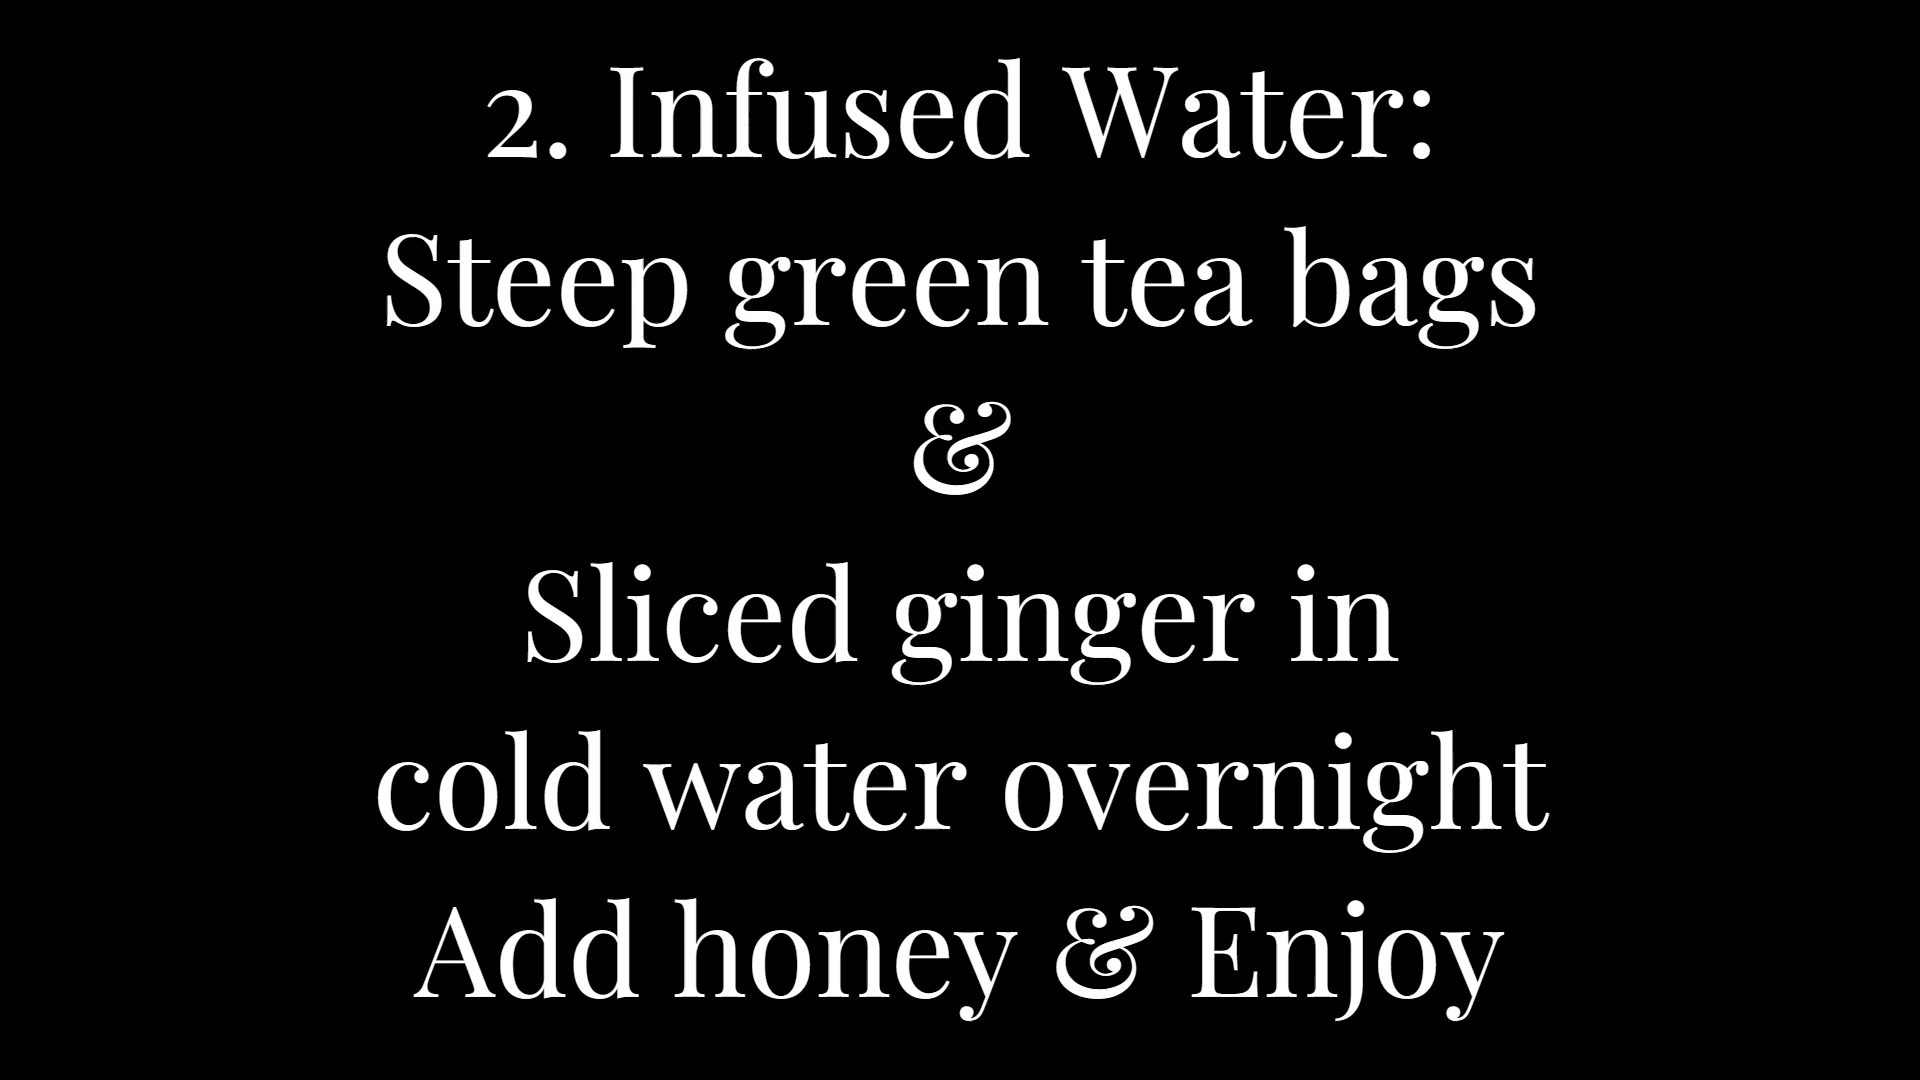 2. Infused Water:
Steep green tea bags
&
Sliced ginger in
cold water overnight
Add honey & Enjoy